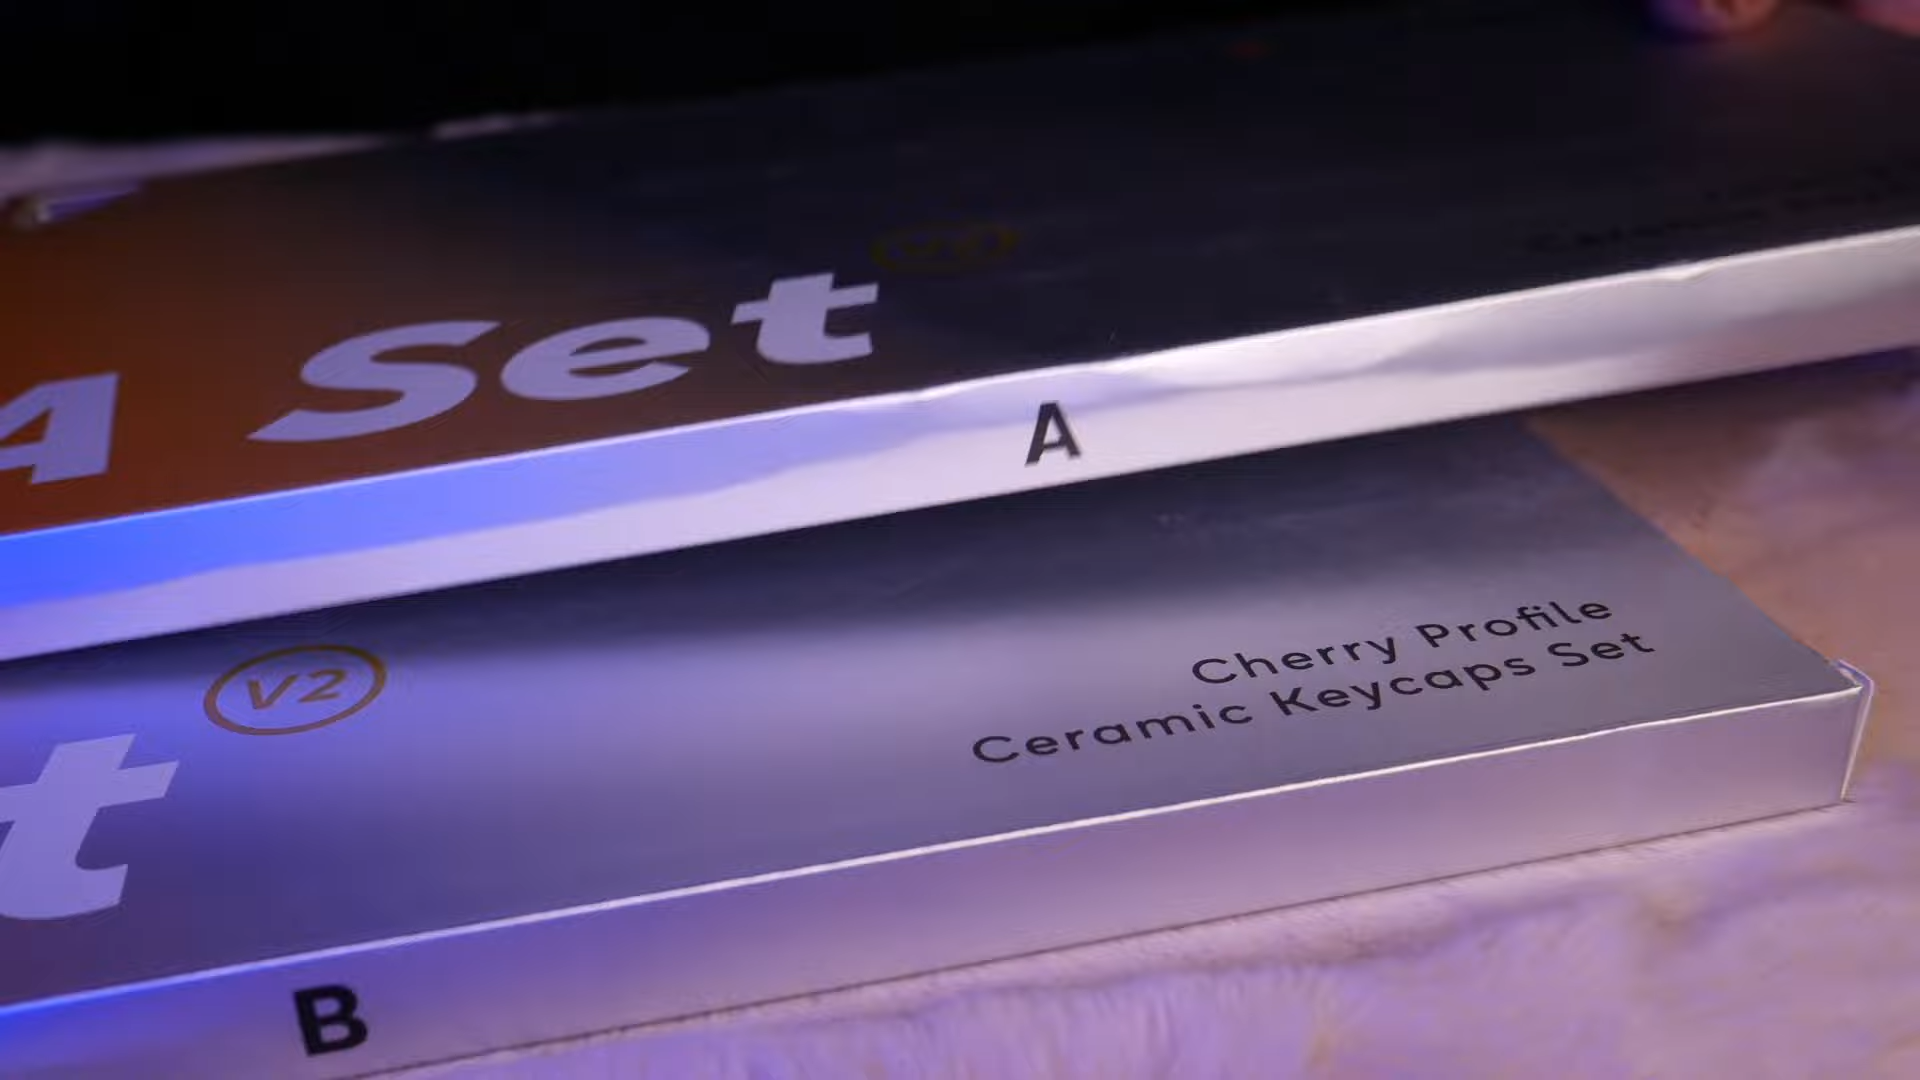 A Set
A
V2
Cherry Profile
Ceramic Keycaps Set
t
B